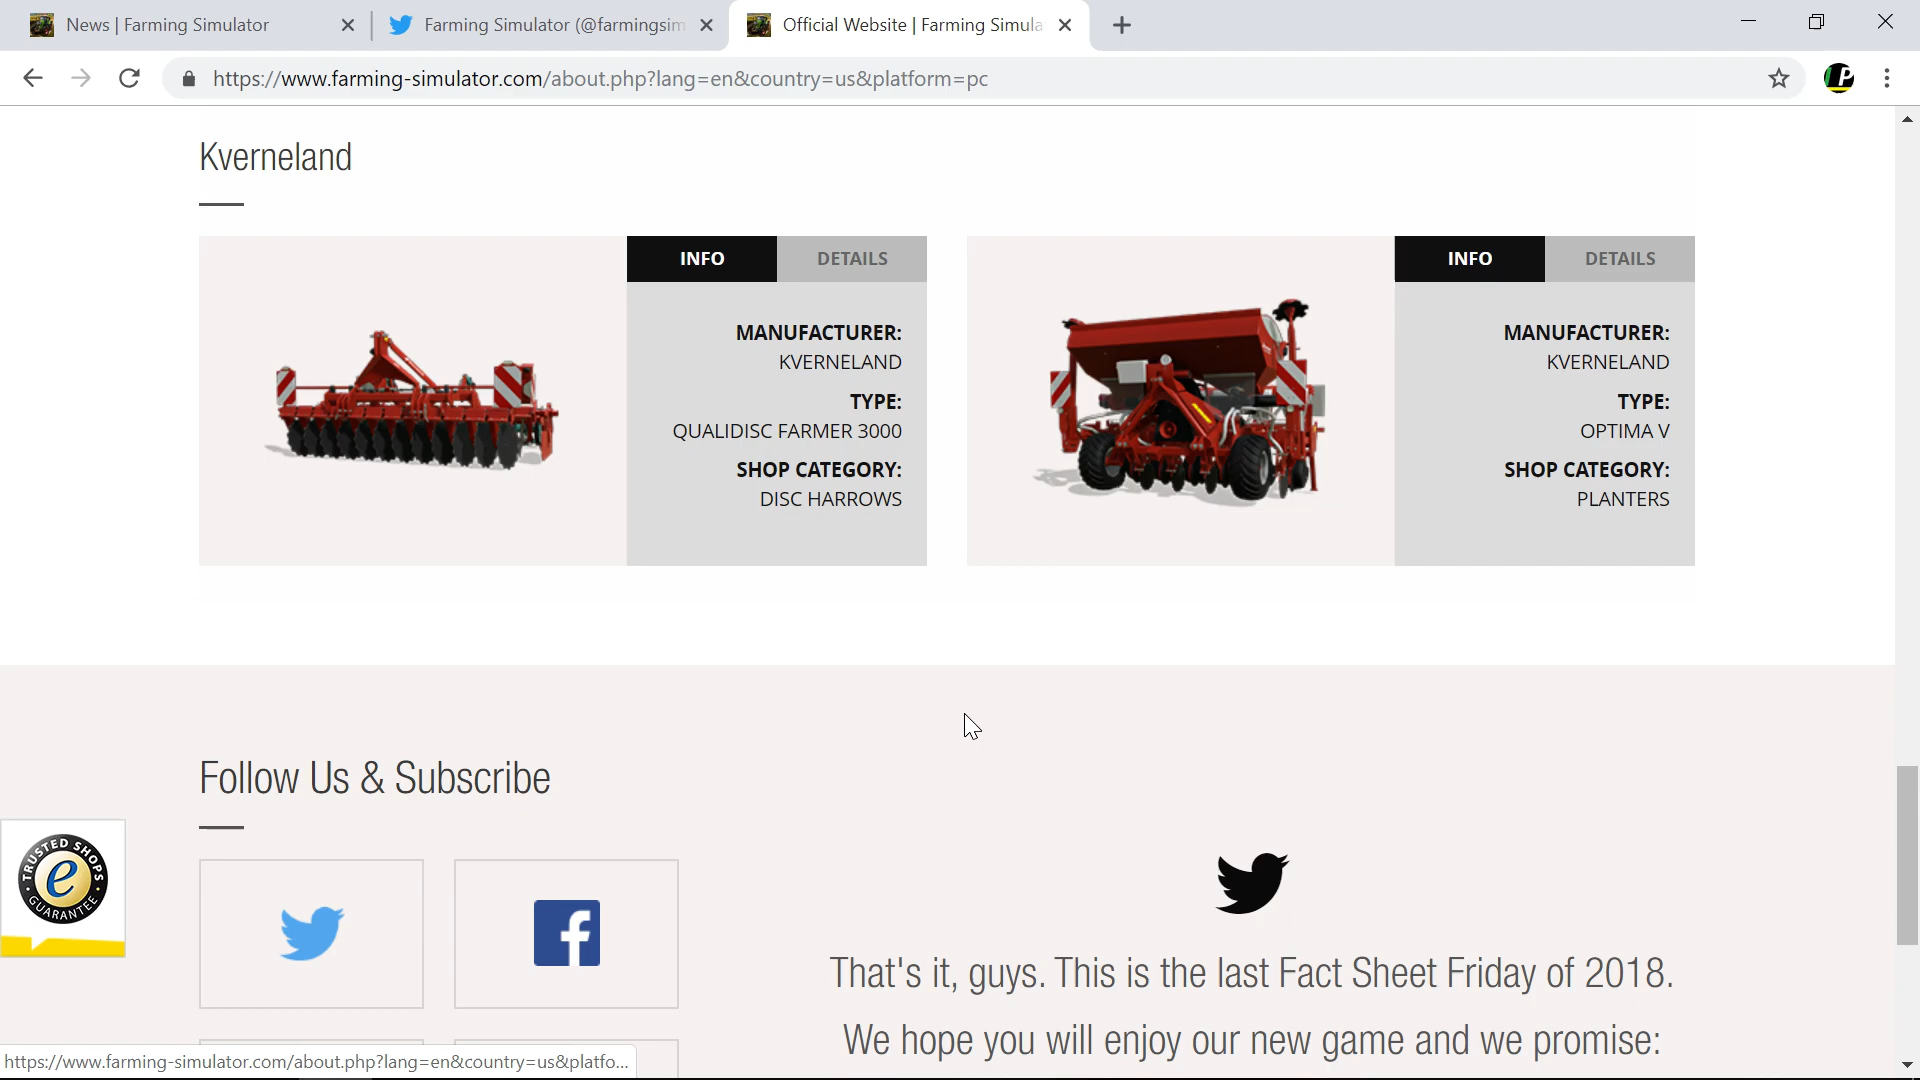 News | Farming Simulator
Farming Simulator (@farmingsim
Official Website | Farming Simula
https://www.farming-simulator.com/about.php?lang=en&country=us&platform=pc
Kverneland
INFO
DETAILS
MANUFACTURER:
KVERNELAND
TYPE:
QUALIDISC FARMER 3000
SHOP CATEGORY:
DISC HARROWS
INFO
DETAILS
MANUFACTURER:
KVERNELAND
TYPE:
OPTIMA V
SHOP CATEGORY:
PLANTERS
Follow Us & Subscribe
TRUSTED SHOPS
e
GUARANTEE
That's it, guys. This is the last Fact Sheet Friday of 2018.
We hope you will enjoy our new game and we promise:
https://www.farming-simulator.com/about.php?lang=en&country=us&platfo...